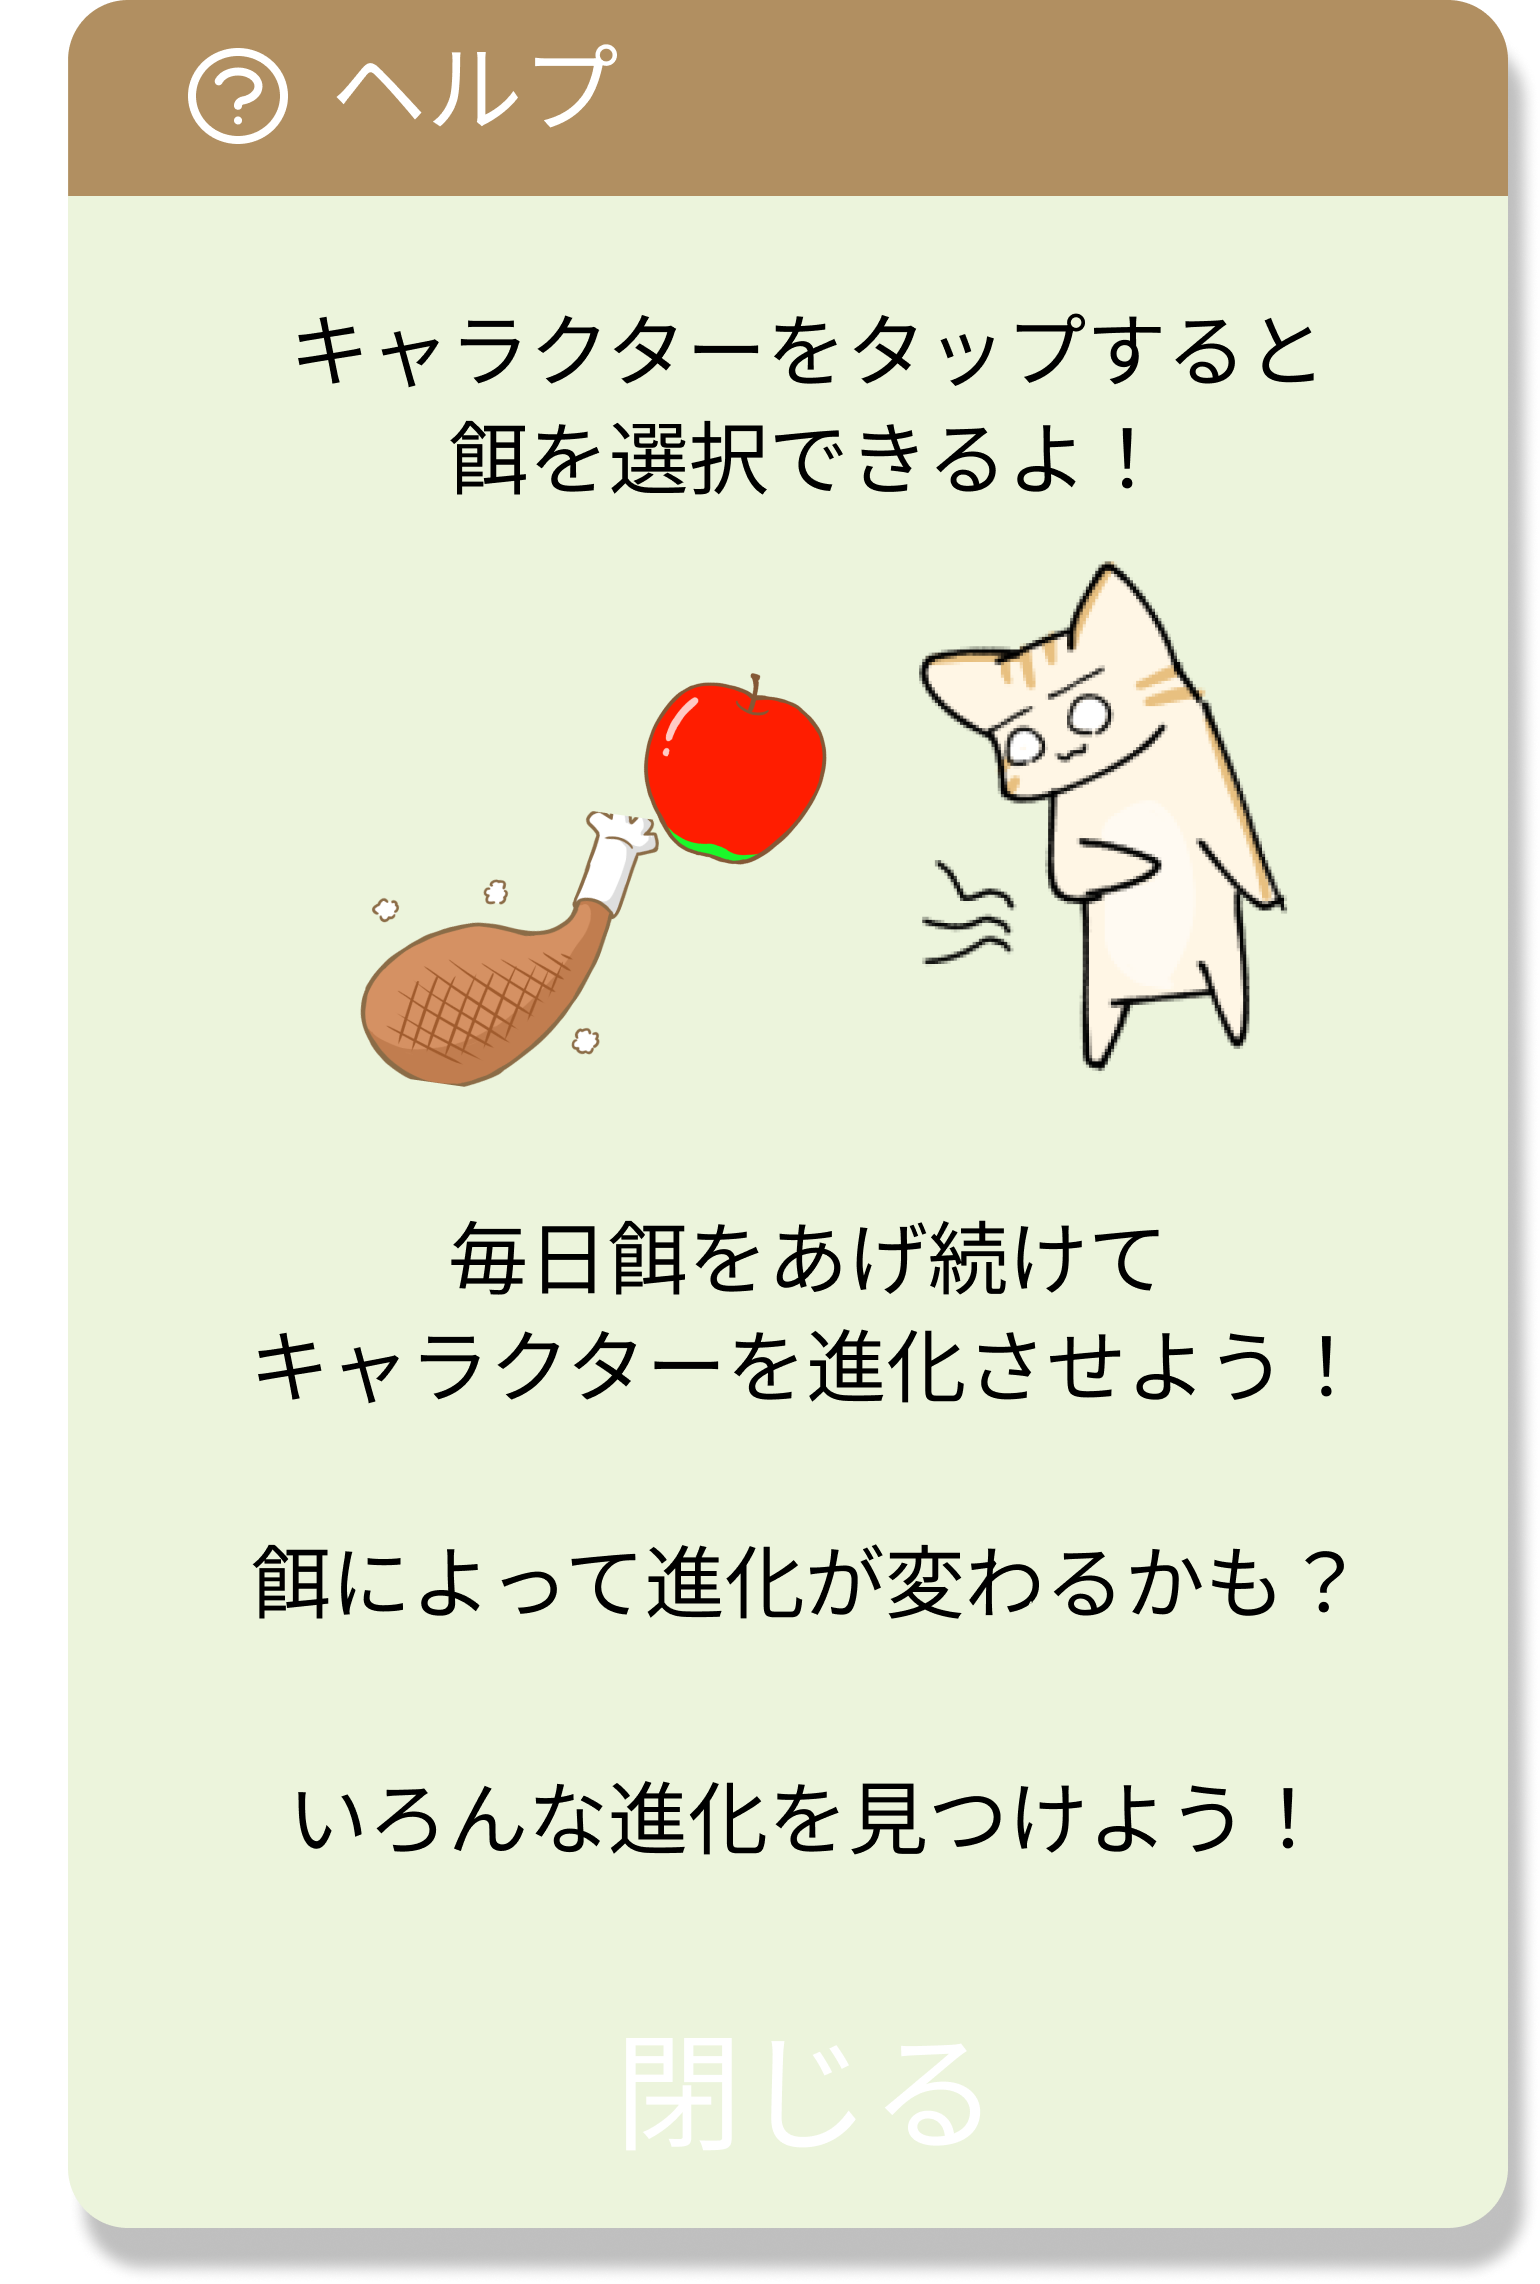 ヘルプ
キャラクターをタップすると
餌を選択できるよ！
毎日餌をあげ続けて
キャラクターを進化させよう！
餌によって進化が変わるかも？
いろんな進化を見つけよう！
閉じる